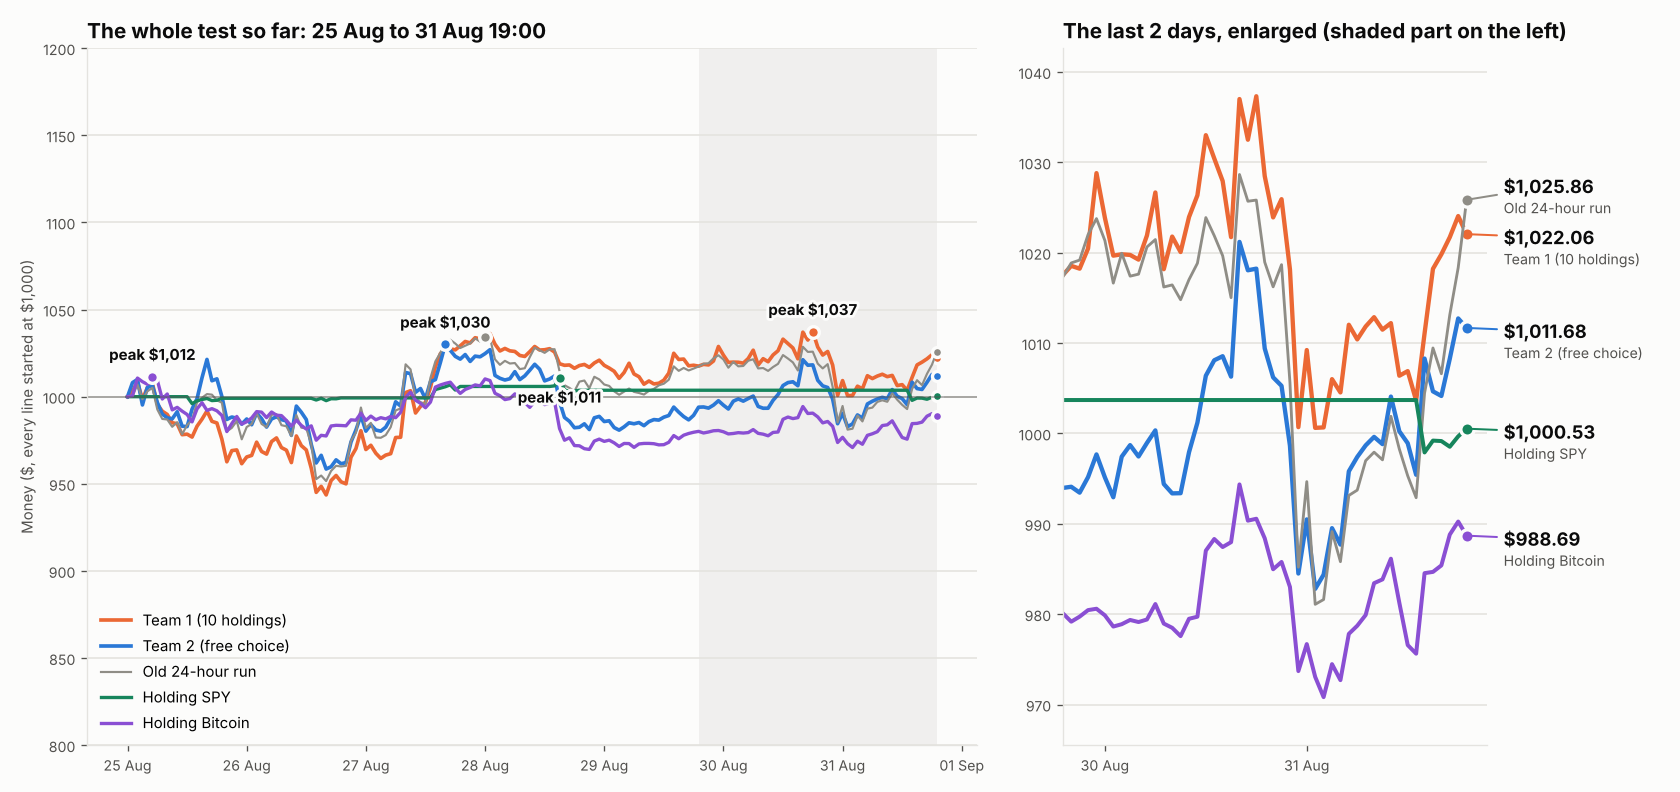 The whole test so far: 25 Aug to 31 Aug 19:00
Money ($, every line started at $1,000)
1200
1150
1100
1050
1000
950
900
850
800
peak $1,012
peak $1,030
peak $1,011
peak $1,037
Team 1 (10 holdings)
Team 2 (free choice)
Old 24-hour run
Holding SPY
Holding Bitcoin
25 Aug
26 Aug
27 Aug
28 Aug
29 Aug
30 Aug
31 Aug
01 Sep
The last 2 days, enlarged (shaded part on the left)
1040
1030
1020
1010
1000
990
980
970
$1,025.86
Old 24-hour run
$1,022.06
Team 1 (10 holdings)
$1,011.68
Team 2 (free choice)
$1,000.53
Holding SPY
$988.69
Holding Bitcoin
30 Aug
31 Aug